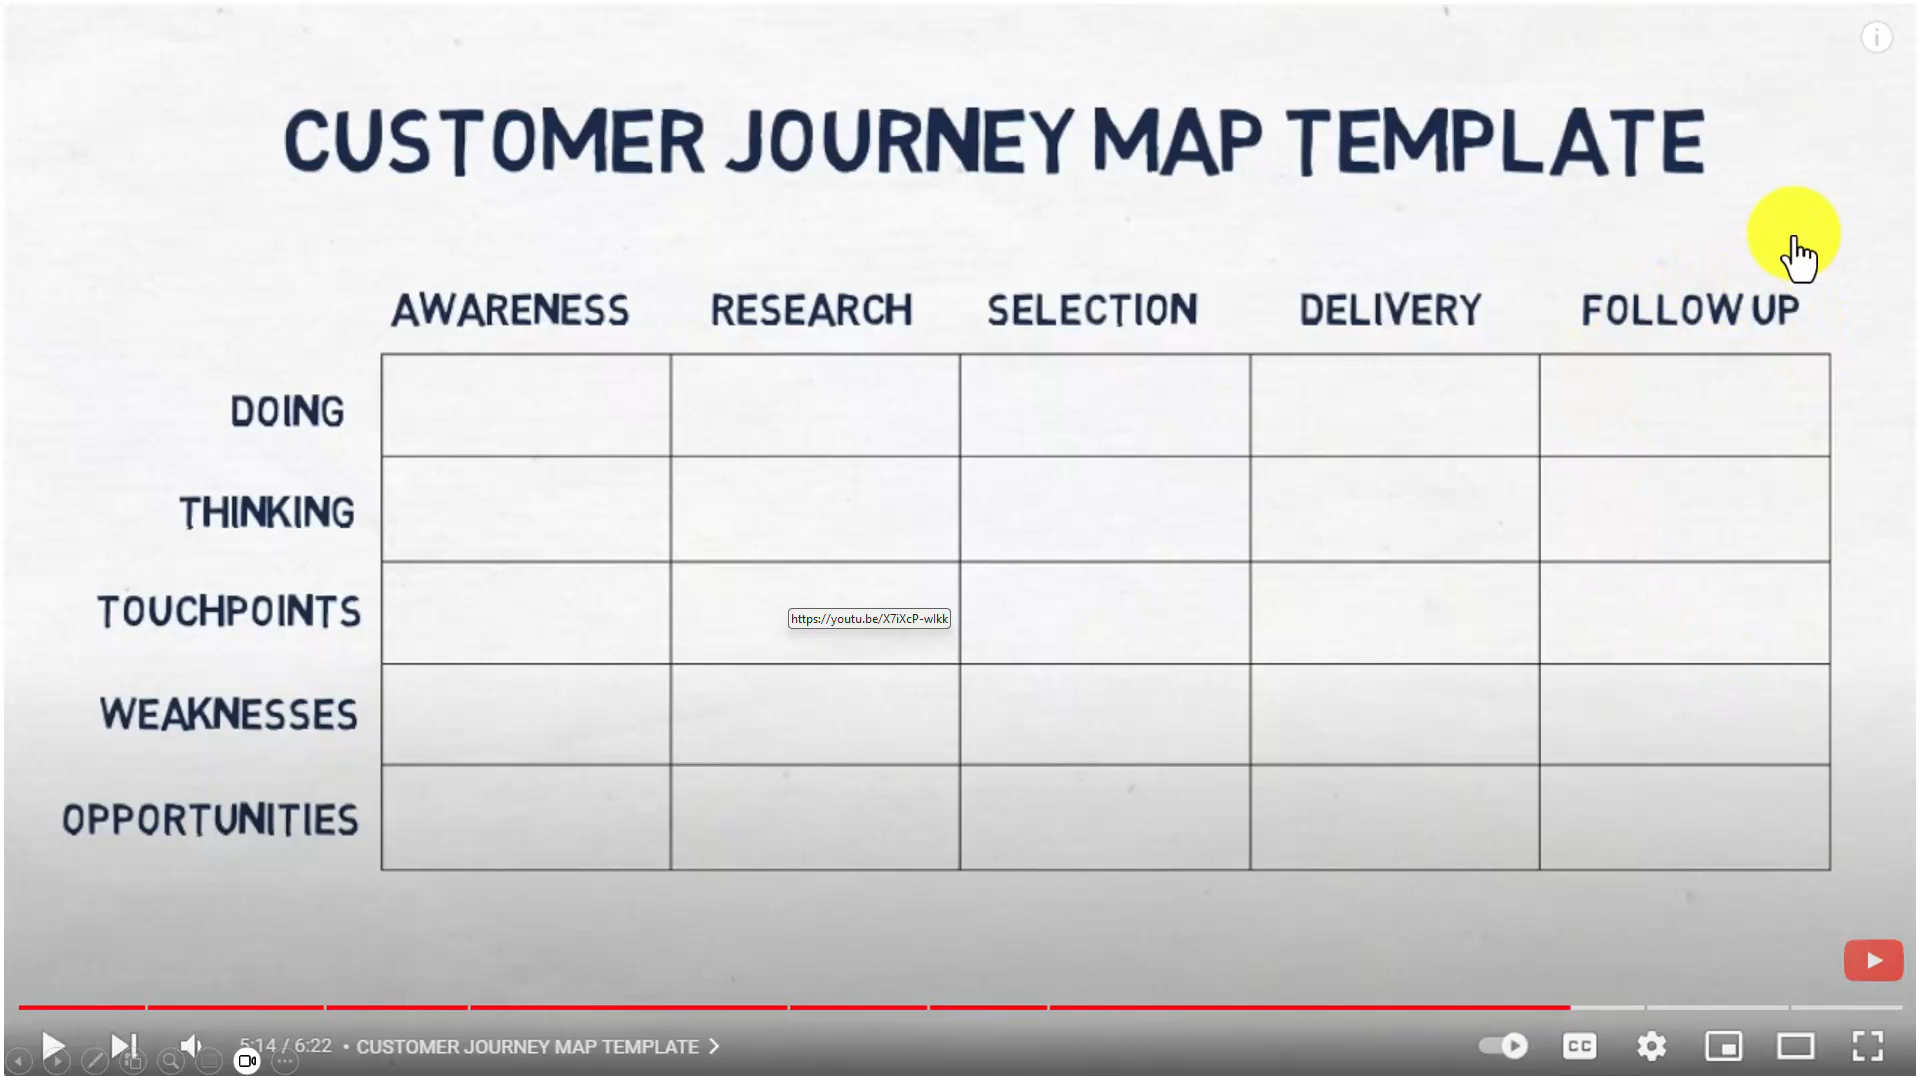 CUSTOMER JOURNEY MAP TEMPLATE
AWARENESS RESEARCH SELECTION DELIVERY FOLLOW UP
DOING
THINKING
TOUCHPOINTS
https://youtu.be/X7iXcP-wlkk
WEAKNESSES
OPPORTUNITIES
5:14 / 6:22 • CUSTOMER JOURNEY MAP TEMPLATE
CC